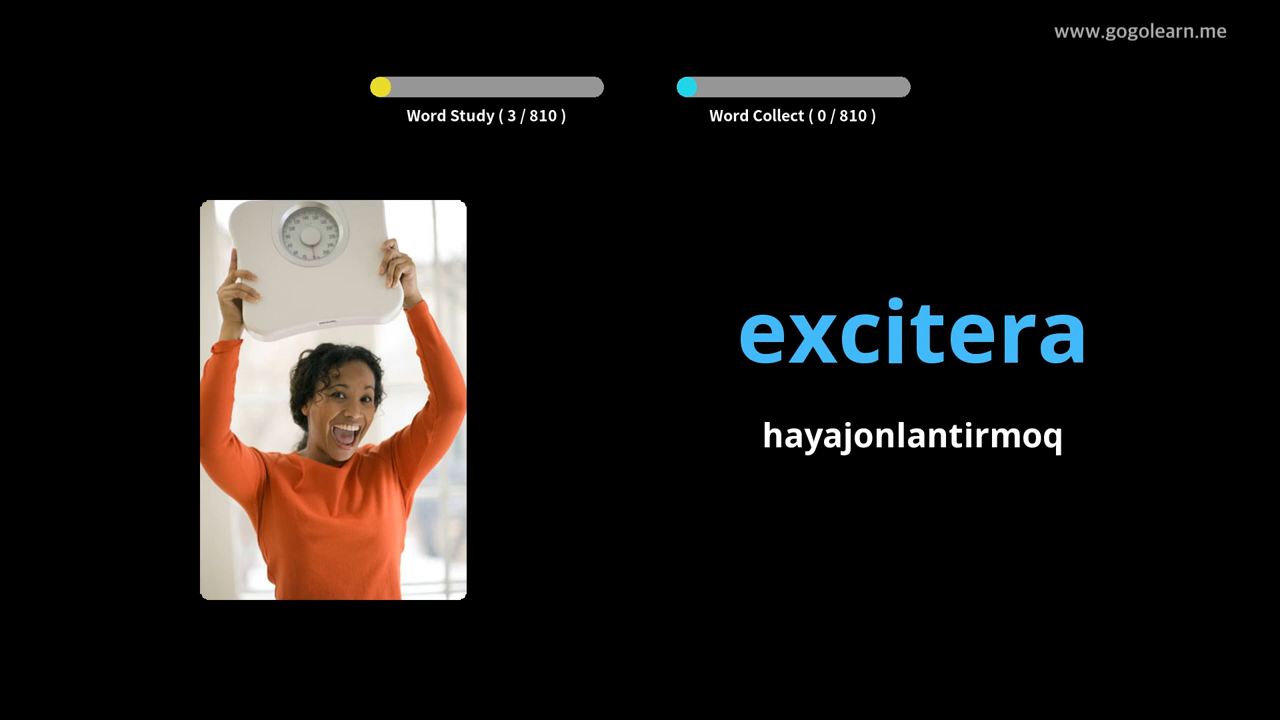 www.gogolearn.me
Word Study ( 3 / 810 )
Word Collect ( 0 / 810 )
excitera
hayajonlantirmoq